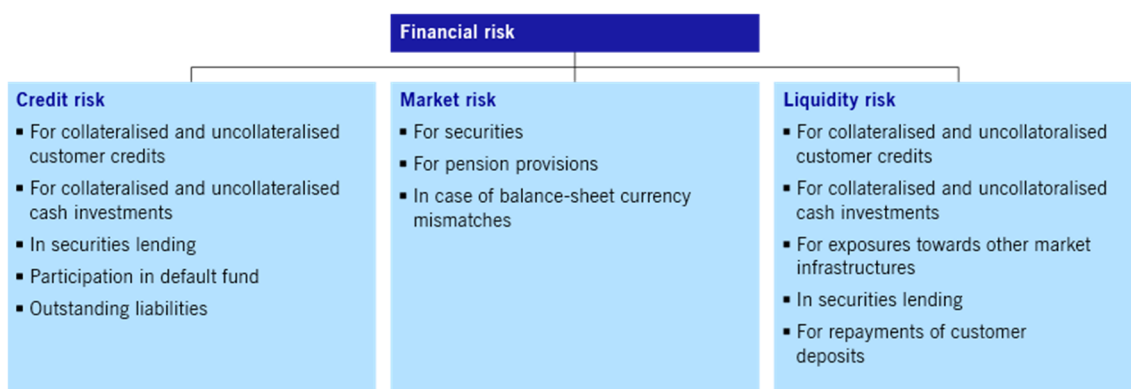 Financial risk
Credit risk
▪ For collateralised and uncollateralised
customer credits
▪ For collateralised and uncollateralised
cash investments
▪ In securities lending
▪ Participation in default fund
▪ Outstanding liabilities
Market risk
▪ For securities
▪ For pension provisions
▪ In case of balance-sheet currency
mismatches
Liquidity risk
▪ For collateralised and uncollatoralised
customer credits
▪ For collateralised and uncollatoralised
cash investments
▪ For exposures towards other market
infrastructures
▪ In securities lending
▪ For repayments of customer
deposits